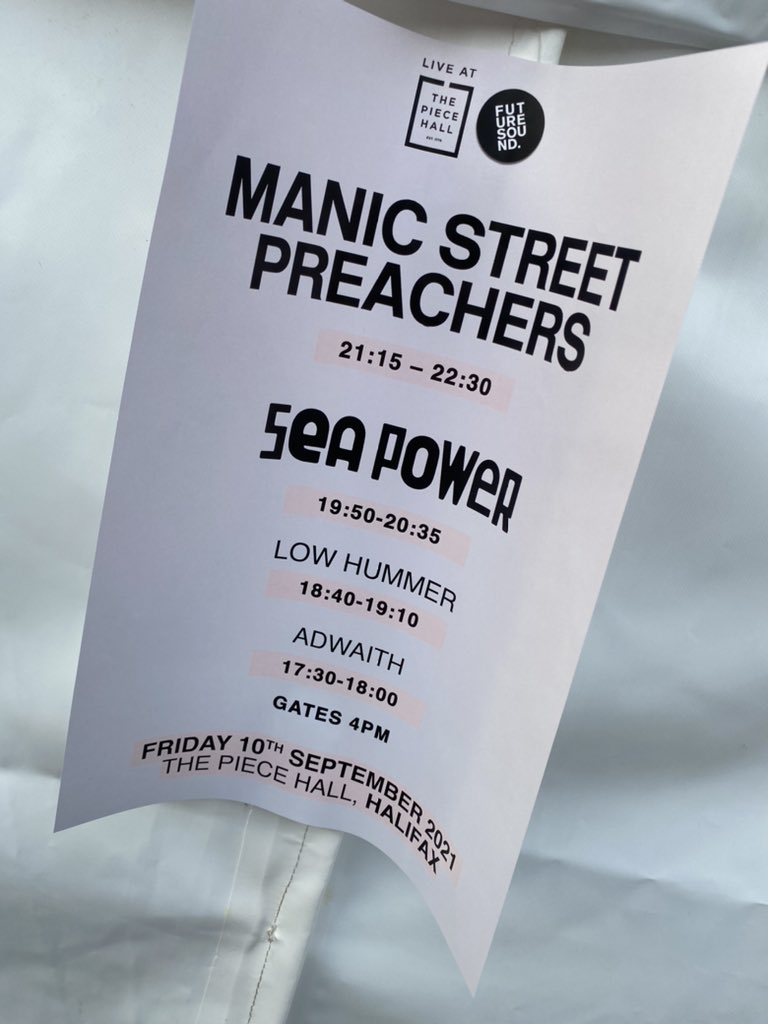 LIVE AT
THE
PIECE
HALL
FUT
URE
SOU
ND.
MANIC STREET
PREACHERS
21:15 – 22:30
SEA POWER
19:50-20:35
LOW HUMMER
18:40-19:10
ADWAITH
17:30-18:00
GATES 4PM
FRIDAY 10TH SEPTEMBER 2021
THE PIECE HALL, HALIFAX